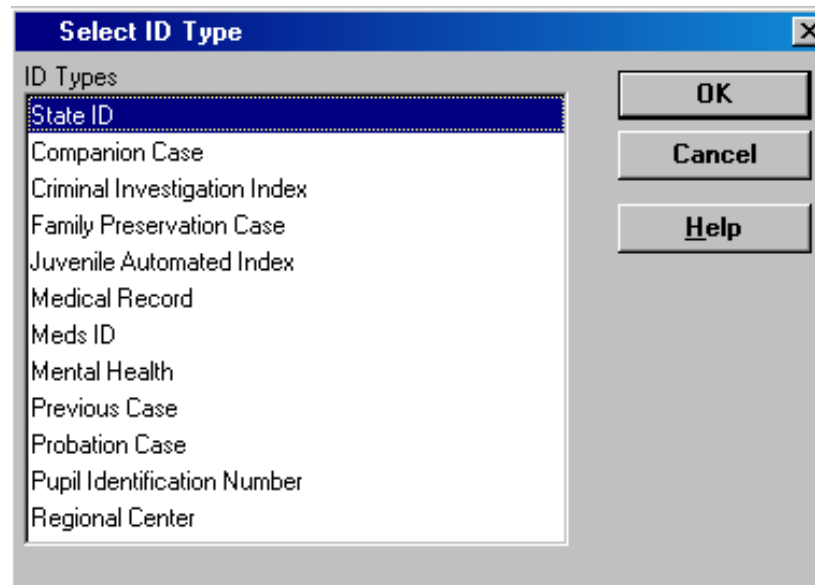 Select ID Type
ID Types
State ID
Companion Case
Criminal Investigation Index
Family Preservation Case
Juvenile Automated Index
Medical Record
Meds ID
Mental Health
Previous Case
Probation Case
Pupil Identification Number
Regional Center
OK
Cancel
Help